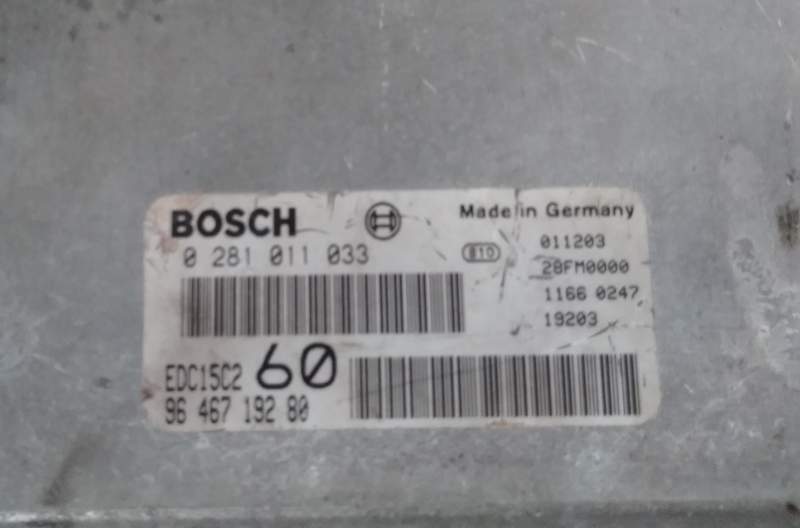 BOSCH
Made in Germany
0 281 011 033
810
011203
28FM0000
1166 0247
19203
EDC15C2 60
96 467 192 80